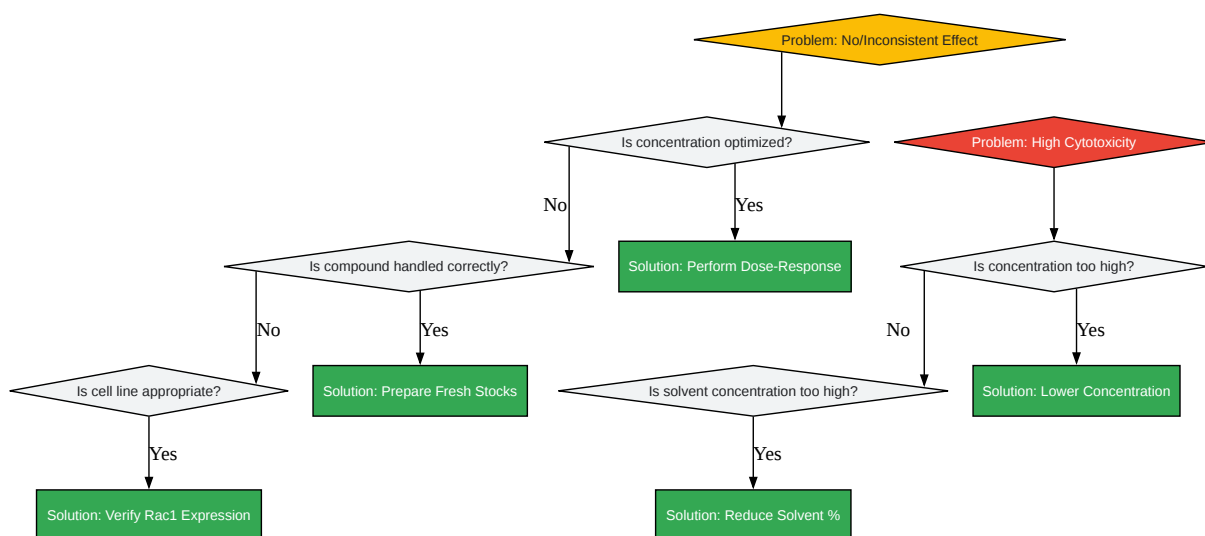 Problem: No/Inconsistent Effect
Is concentration optimized?
Problem: High Cytotoxicity
No
Yes
Is compound handled correctly?
Solution: Perform Dose-Response
Is concentration too high?
No
Yes
No
Yes
Is cell line appropriate?
Solution: Prepare Fresh Stocks
Is solvent concentration too high?
Solution: Lower Concentration
Yes
Yes
Solution: Verify Rac1 Expression
Solution: Reduce Solvent %